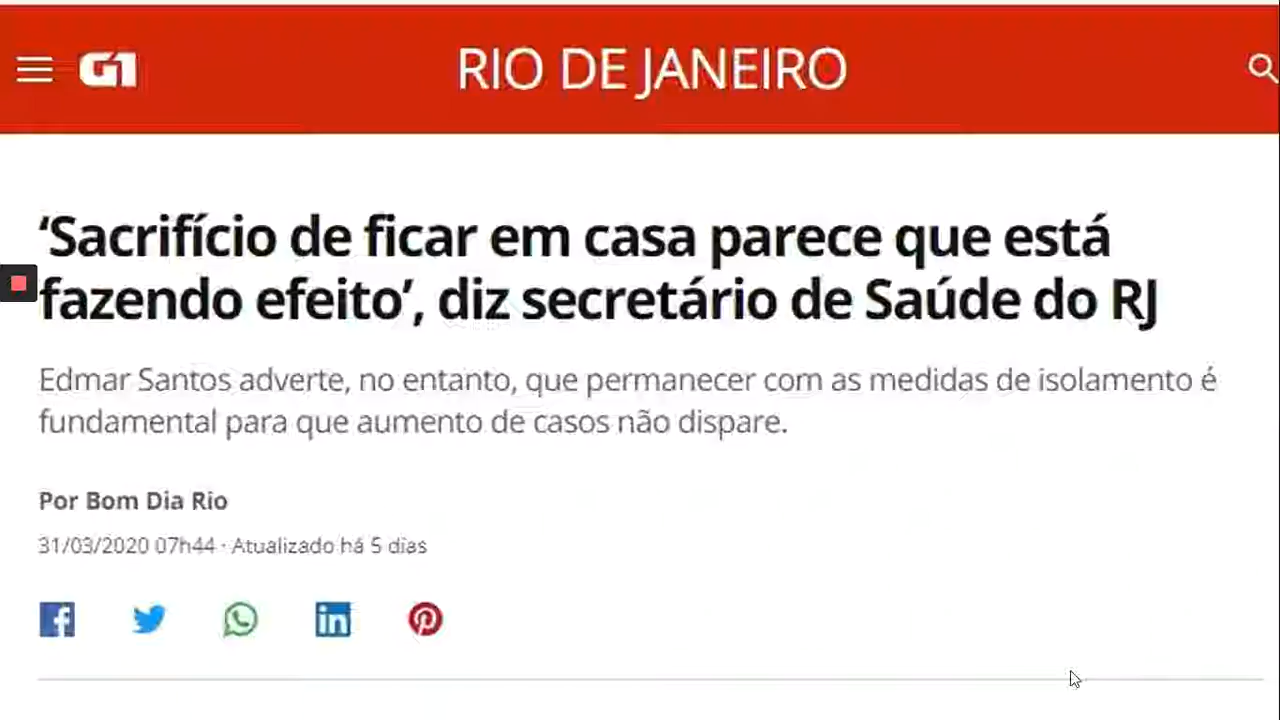 G1 RIO DE JANEIRO
‘Sacrifício de ficar em casa parece que está
fazendo efeito’, diz secretário de Saúde do RJ
Edmar Santos adverte, no entanto, que permanecer com as medidas de isolamento é
fundamental para que aumento de casos não dispare.
Por Bom Dia Rio
31/03/2020 07h44 · Atualizado há 5 dias